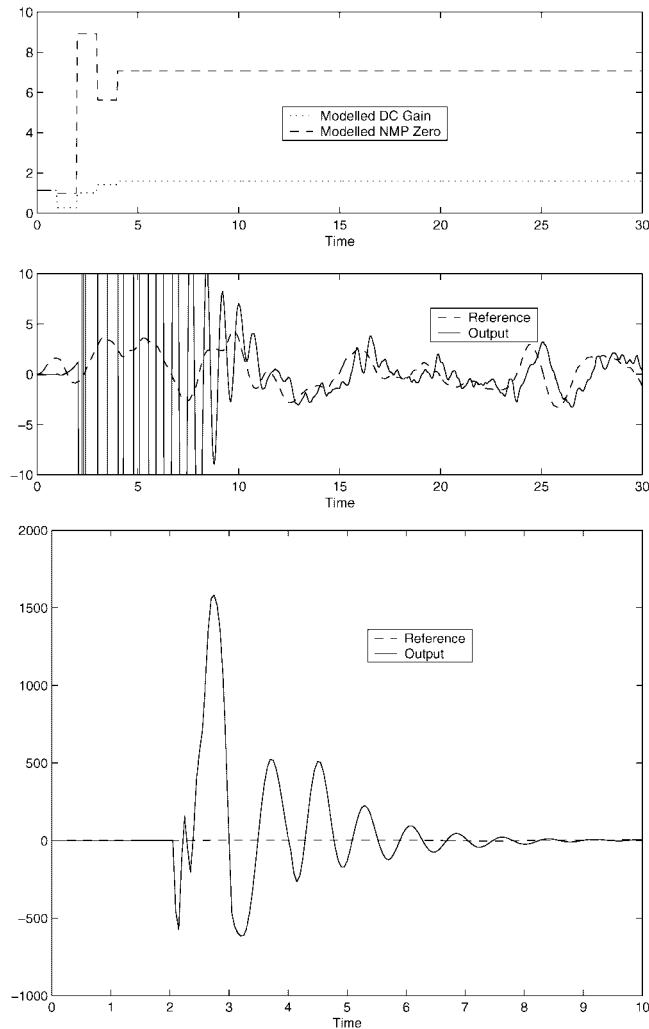 10
8
6
4
2
0
Modelled DC Gain
Modelled NMP Zero
0 5 10 15 20 25 30
Time
10
5
0
−5
−10
Reference
Output
0 5 10 15 20 25 30
Time
2000
1500
1000
500
0
−500
−1000
Reference
Output
0 1 2 3 4 5 6 7 8 9 10
Time